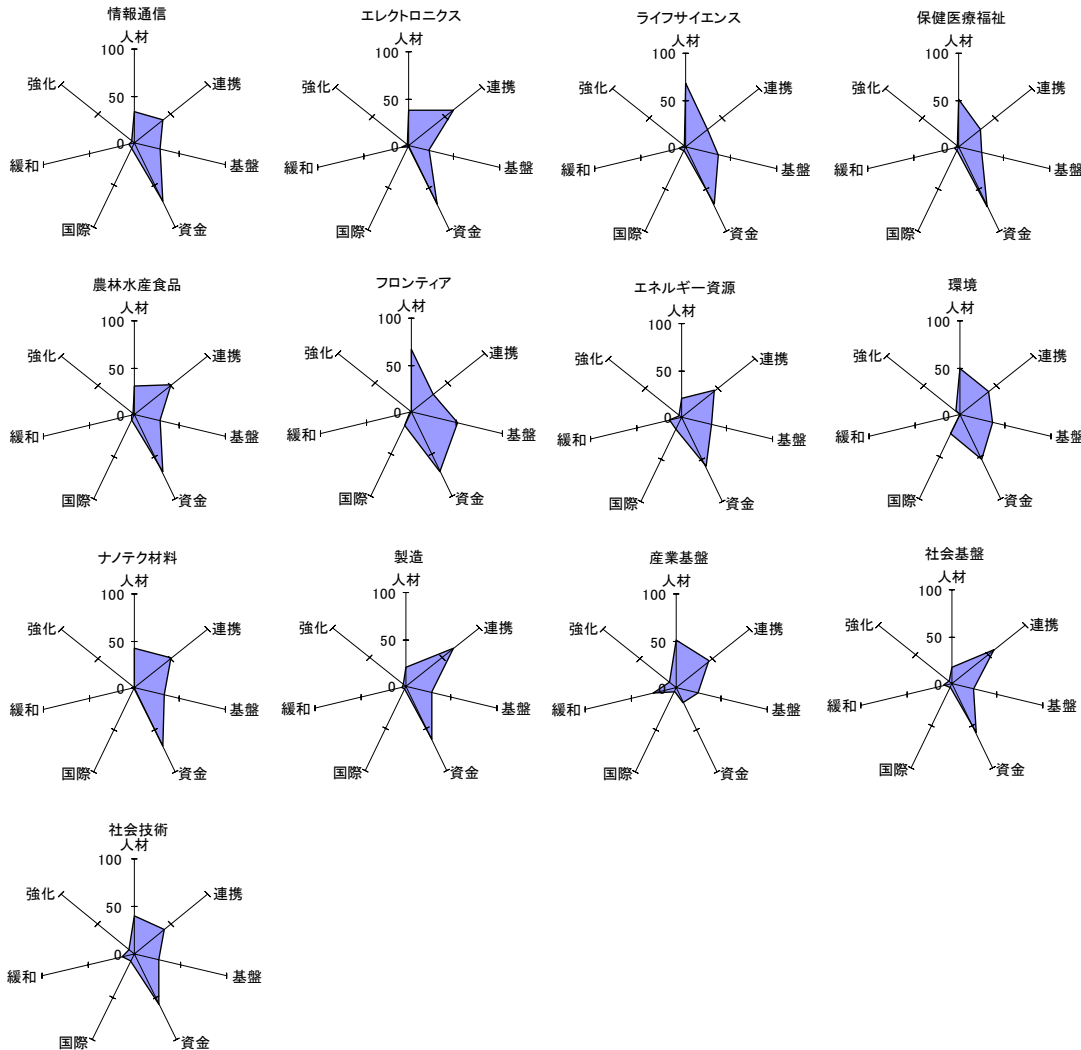 情報通信
人材
100
50
0
強化
連携
緩和
基盤
国際
資金
エレクトロニクス
人材
100
50
0
強化
連携
緩和
基盤
国際
資金
ライフサイエンス
人材
100
50
0
強化
連携
緩和
基盤
国際
資金
保健医療福祉
人材
100
50
0
強化
連携
緩和
基盤
国際
資金
農林水産食品
人材
100
50
0
強化
連携
緩和
基盤
国際
資金
フロンティア
人材
100
50
0
強化
連携
緩和
基盤
国際
資金
エネルギー資源
人材
100
50
0
強化
連携
緩和
基盤
国際
資金
環境
人材
100
50
0
強化
連携
緩和
基盤
国際
資金
ナノテク材料
人材
100
50
0
強化
連携
緩和
基盤
国際
資金
製造
人材
100
50
0
強化
連携
緩和
基盤
国際
資金
産業基盤
人材
100
50
0
強化
連携
緩和
基盤
国際
資金
社会基盤
人材
100
50
0
強化
連携
緩和
基盤
国際
資金
社会技術
人材
100
50
0
強化
連携
緩和
基盤
国際
資金